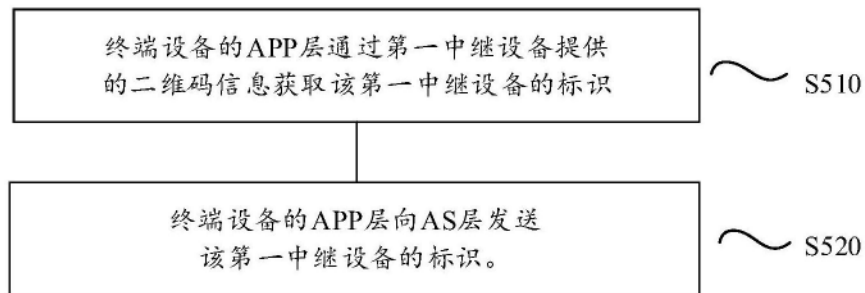 终端设备的APP层通过第一中继设备提供
的二维码信息获取该第一中继设备的标识
S510
终端设备的APP层向AS层发送
该第一中继设备的标识。
S520